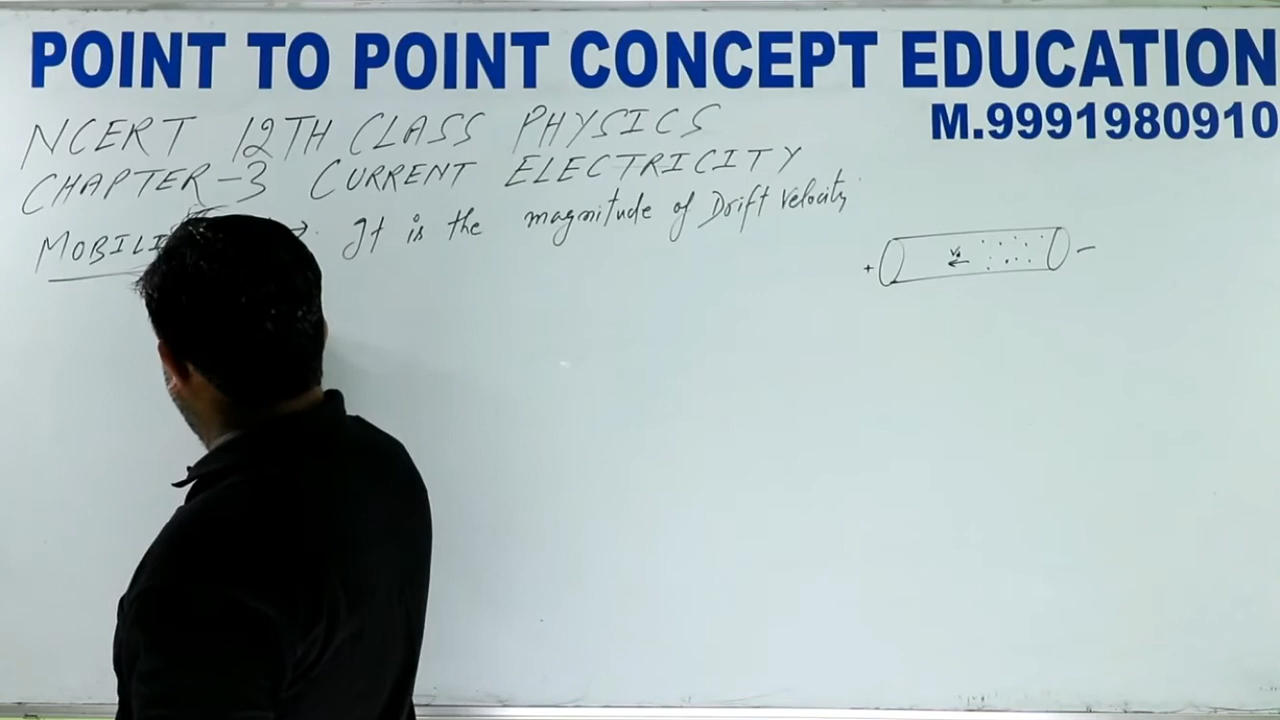 POINT TO POINT CONCEPT EDUCATION
M.9991980910
NCERT 12TH CLASS PHYSICS
CHAPTER-3 CURRENT ELECTRICITY
→ It is the magnitude of Drift Velocity
+ ← -